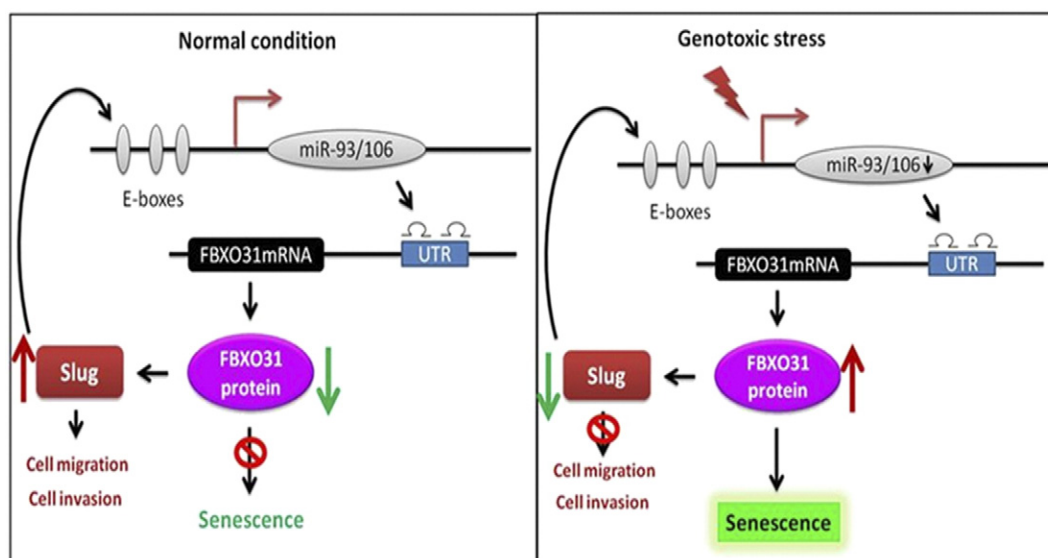 Normal condition
miR-93/106
E-boxes
FBXO31mRNA
UTR
Slug
FBXO31
protein
Cell migration
Cell invasion
Senescence
Genotoxic stress
miR-93/106
E-boxes
FBXO31mRNA
UTR
Slug
FBXO31
protein
Cell migration
Cell invasion
Senescence